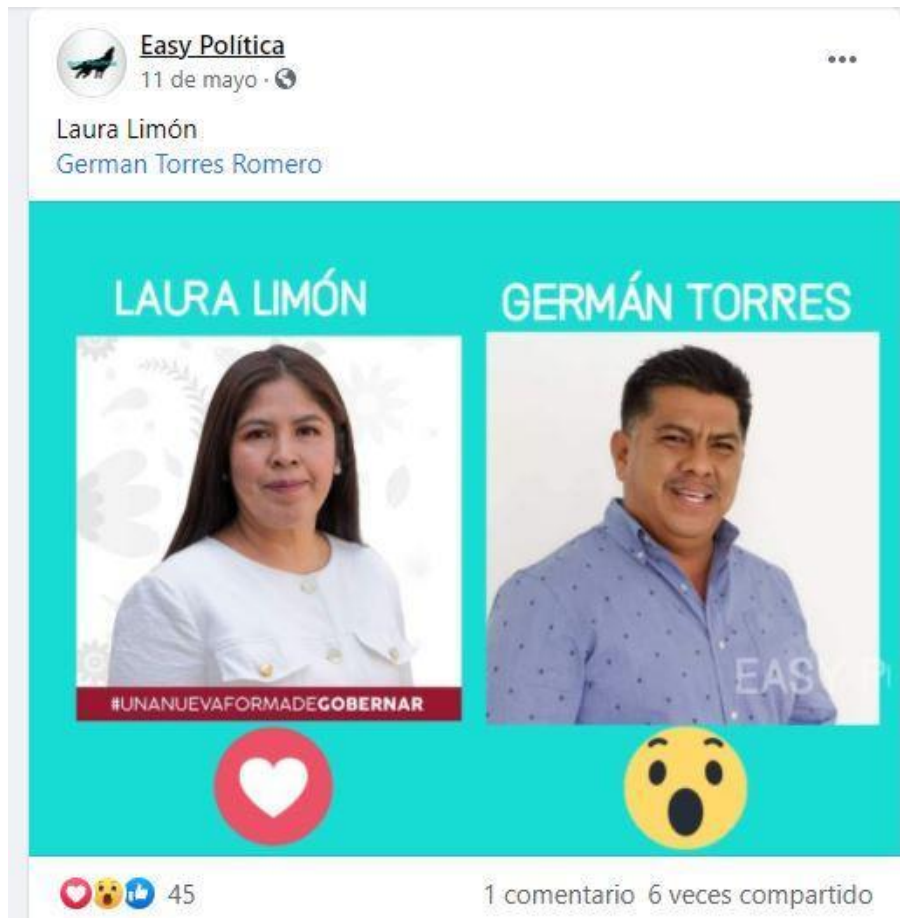 Easy Política
11 de mayo ·
Laura Limón
German Torres Romero
LAURA LIMÓN
GERMÁN TORRES
EASY
#UNANUEVAFORMADEGOBERNAR
45
1 comentario 6 veces compartido